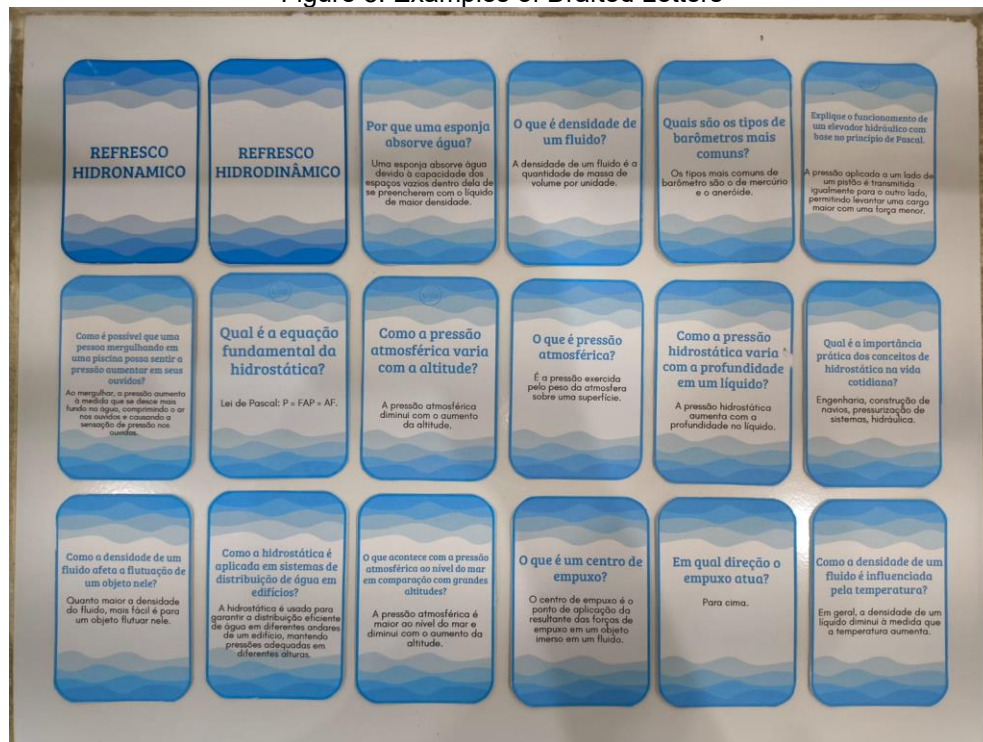 REFRESCO
HIDRONAMICO
REFRESCO
HIDRODINÂMICO
Por que uma esponja
absorve água?
Uma esponja absorve água
devido à capacidade dos
espaços vazios dentro dela de
se preencherem com o líquido
de maior densidade.
O que é densidade de
um fluido?
A densidade de um fluido é a
quantidade de massa de
volume por unidade.
Quais são os tipos de
barômetros mais
comuns?
Os tipos mais comuns de
barômetro são o de mercúrio
e o aneróide.
Explique o funcionamento de
um elevador hidráulico com
base no princípio de Pascal.
A pressão aplicada a um lado de
um pistão é transmitida
igualmente para o outro lado,
permitindo levantar uma carga
maior com uma força menor.
Como é possível que uma
pessoa mergulhando em
uma piscina possa sentir a
pressão aumentar em seus
ouvidos?
Ao mergulhar, a pressão aumenta
à medida que se desce mais
fundo na água, comprimindo o ar
nos ouvidos e causando a
sensação de pressão nos
ouvidos.
Qual é a equação
fundamental da
hidrostática?
Lei de Pascal: P = FAP = AF.
Como a pressão
atmosférica varia
com a altitude?
A pressão atmosférica
diminui com o aumento
da altitude.
O que é pressão
atmosférica?
É a pressão exercida
pelo peso da atmosfera
sobre uma superfície.
Como a pressão
hidrostática varia
com a profundidade
em um líquido?
A pressão hidrostática
aumenta com a
profundidade no líquido.
Qual é a importância
prática dos conceitos de
hidrostática na vida
cotidiana?
Engenharia, construção de
navios, pressurização de
sistemas, hidráulica.
Como a densidade de um
fluido afeta a flutuação de
um objeto nele?
Quanto maior a densidade
do fluido, mais fácil é para
um objeto flutuar nele.
Como a hidrostática é
aplicada em sistemas de
distribuição de água em
edifícios?
A hidrostática é usada para
garantir a distribuição eficiente
de água em diferentes andares
de um edifício, mantendo
pressões adequadas em
diferentes alturas.
O que acontece com a pressão
atmosférica ao nível do mar
em comparação com grandes
altitudes?
A pressão atmosférica é
maior ao nível do mar e
diminui com o aumento da
altitude.
O que é um centro de
empuxo?
O centro de empuxo é o
ponto de aplicação da
resultante das forças de
empuxo em um objeto
imerso em um fluido.
Em qual direção o
empuxo atua?
Para cima.
Como a densidade de um
fluido é influenciada
pela temperatura?
Em geral, a densidade de um
líquido diminui à medida que
a temperatura aumenta.